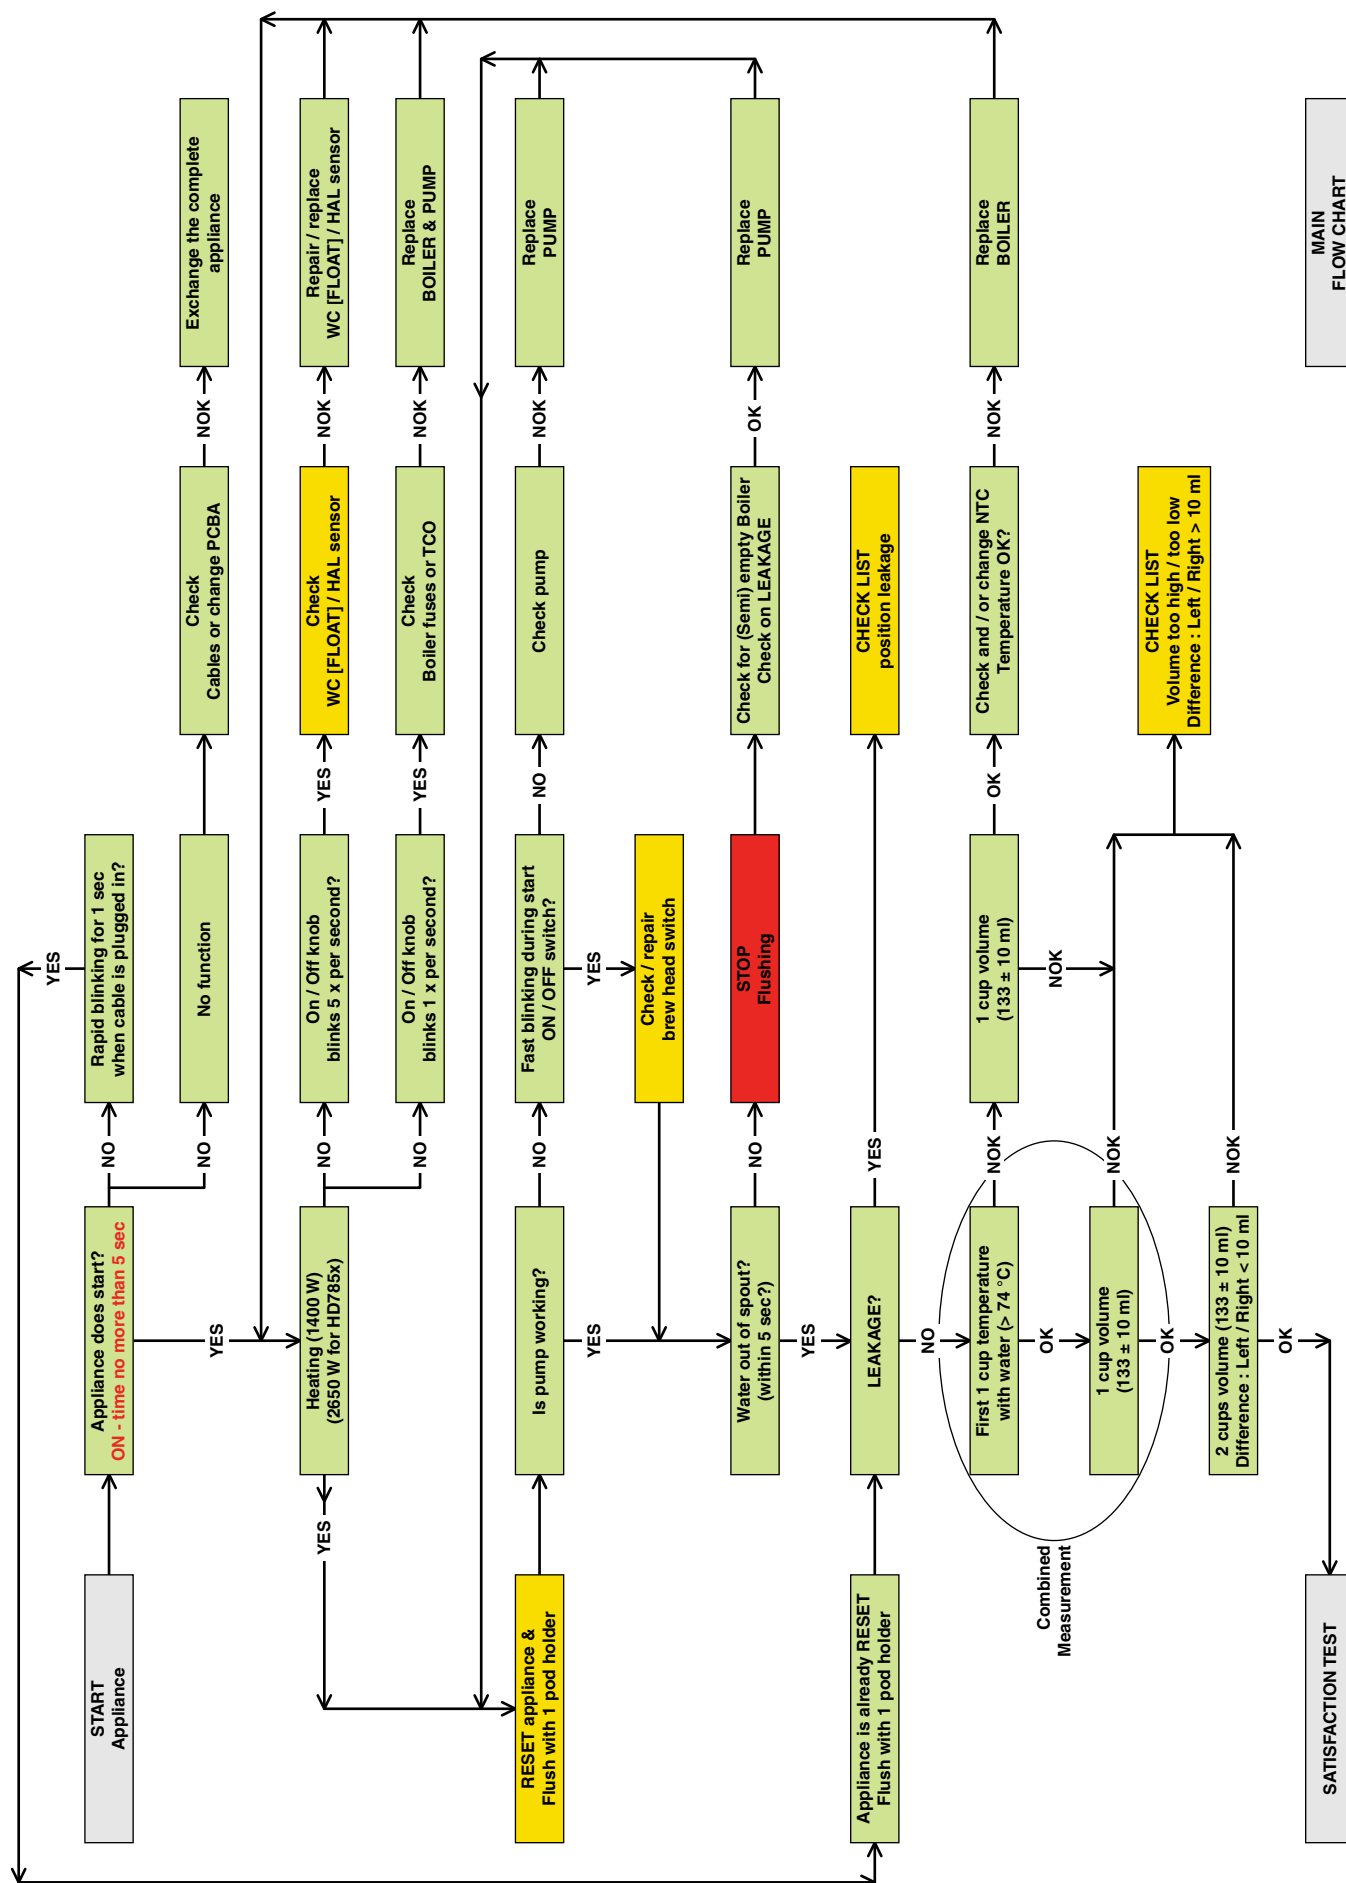 START
Appliance
Appliance does start?
ON - time no more than 5 sec
NO
NO
Rapid blinking for 1 sec
when cable is plugged in?
YES
No function
Check
Cables or change PCBA
NOK
Exchange the complete
appliance
YES
Heating (1400 W)
(2650 W for HD785x)
YES
NO
On / Off knob
blinks 5 x per second?
YES
Check
WC [FLOAT] / HAL sensor
NOK
Repair / replace
WC [FLOAT] / HAL sensor
NO
On / Off knob
blinks 1 x per second?
YES
Check
Boiler fuses or TCO
NOK
Replace
BOILER & PUMP
RESET appliance &
Flush with 1 pod holder
Is pump working?
NO
Fast blinking during start
ON / OFF switch?
NO
Check pump
NOK
Replace
PUMP
YES
YES
Check / repair
brew head switch
Water out of spout?
(within 5 sec?)
NO
STOP
Flushing
Check for (Semi) empty Boiler
Check on LEAKAGE
OK
Replace
PUMP
YES
Appliance is already RESET
Flush with 1 pod holder
LEAKAGE?
YES
CHECK LIST
position leakage
NO
First 1 cup temperature
with water (> 74 °C)
NOK
1 cup volume
(133 ± 10 ml)
OK
Check and / or change NTC
Temperature OK?
NOK
Replace
BOILER
OK
NOK
Combined
Measurement
1 cup volume
(133 ± 10 ml)
NOK
CHECK LIST
Volume too high / too low
Difference : Left / Right > 10 ml
OK
2 cups volume (133 ± 10 ml)
Difference : Left / Right < 10 ml
NOK
OK
SATISFACTION TEST
MAIN
FLOW CHART